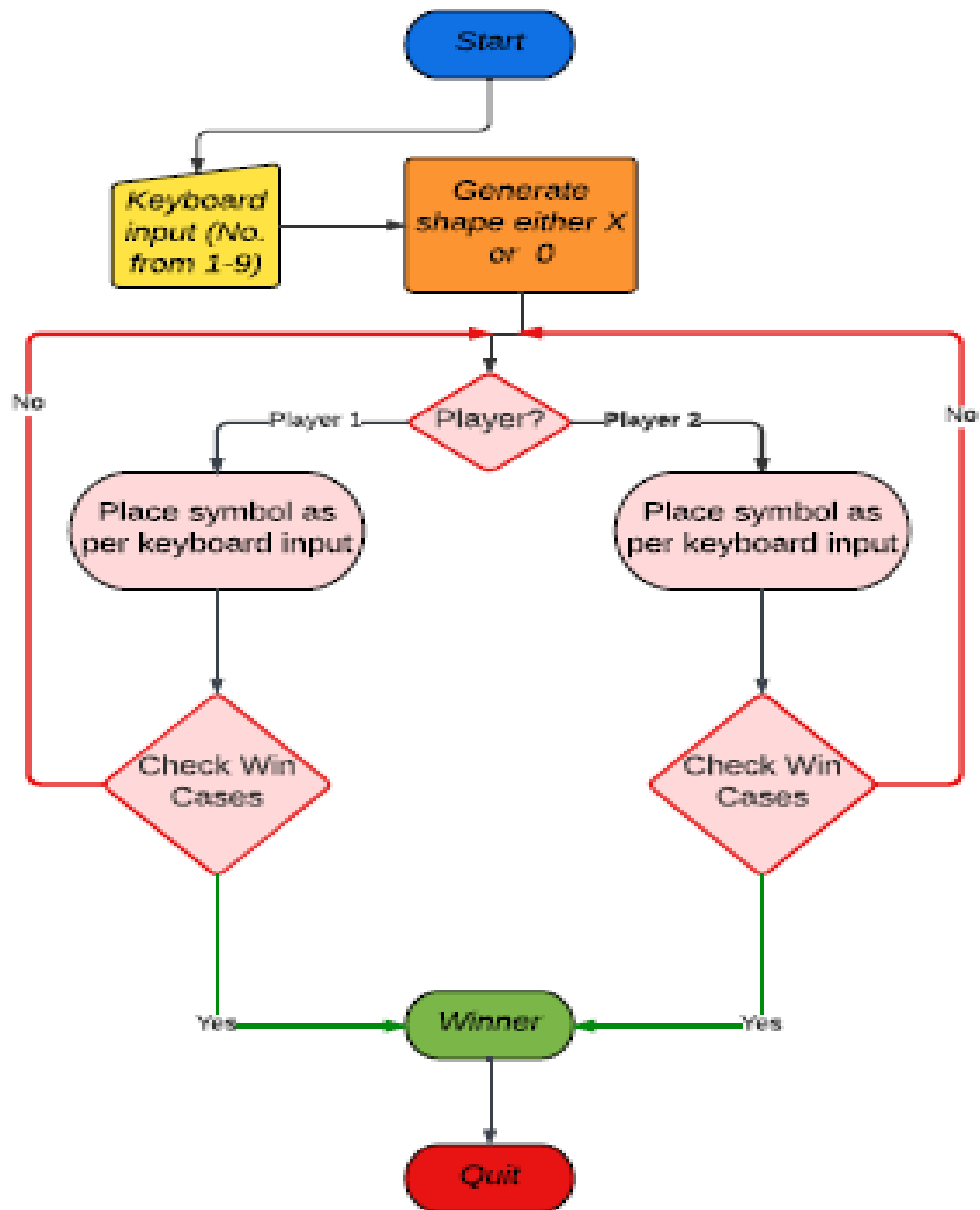 Start
Keyboard
input (No.
from 1-9)
Generate
shape either X
or 0
No
No
Player 1
Player?
Player 2
Place symbol as
per keyboard input
Place symbol as
per keyboard input
Check Win
Cases
Check Win
Cases
Yes
Winner
Yes
Quit